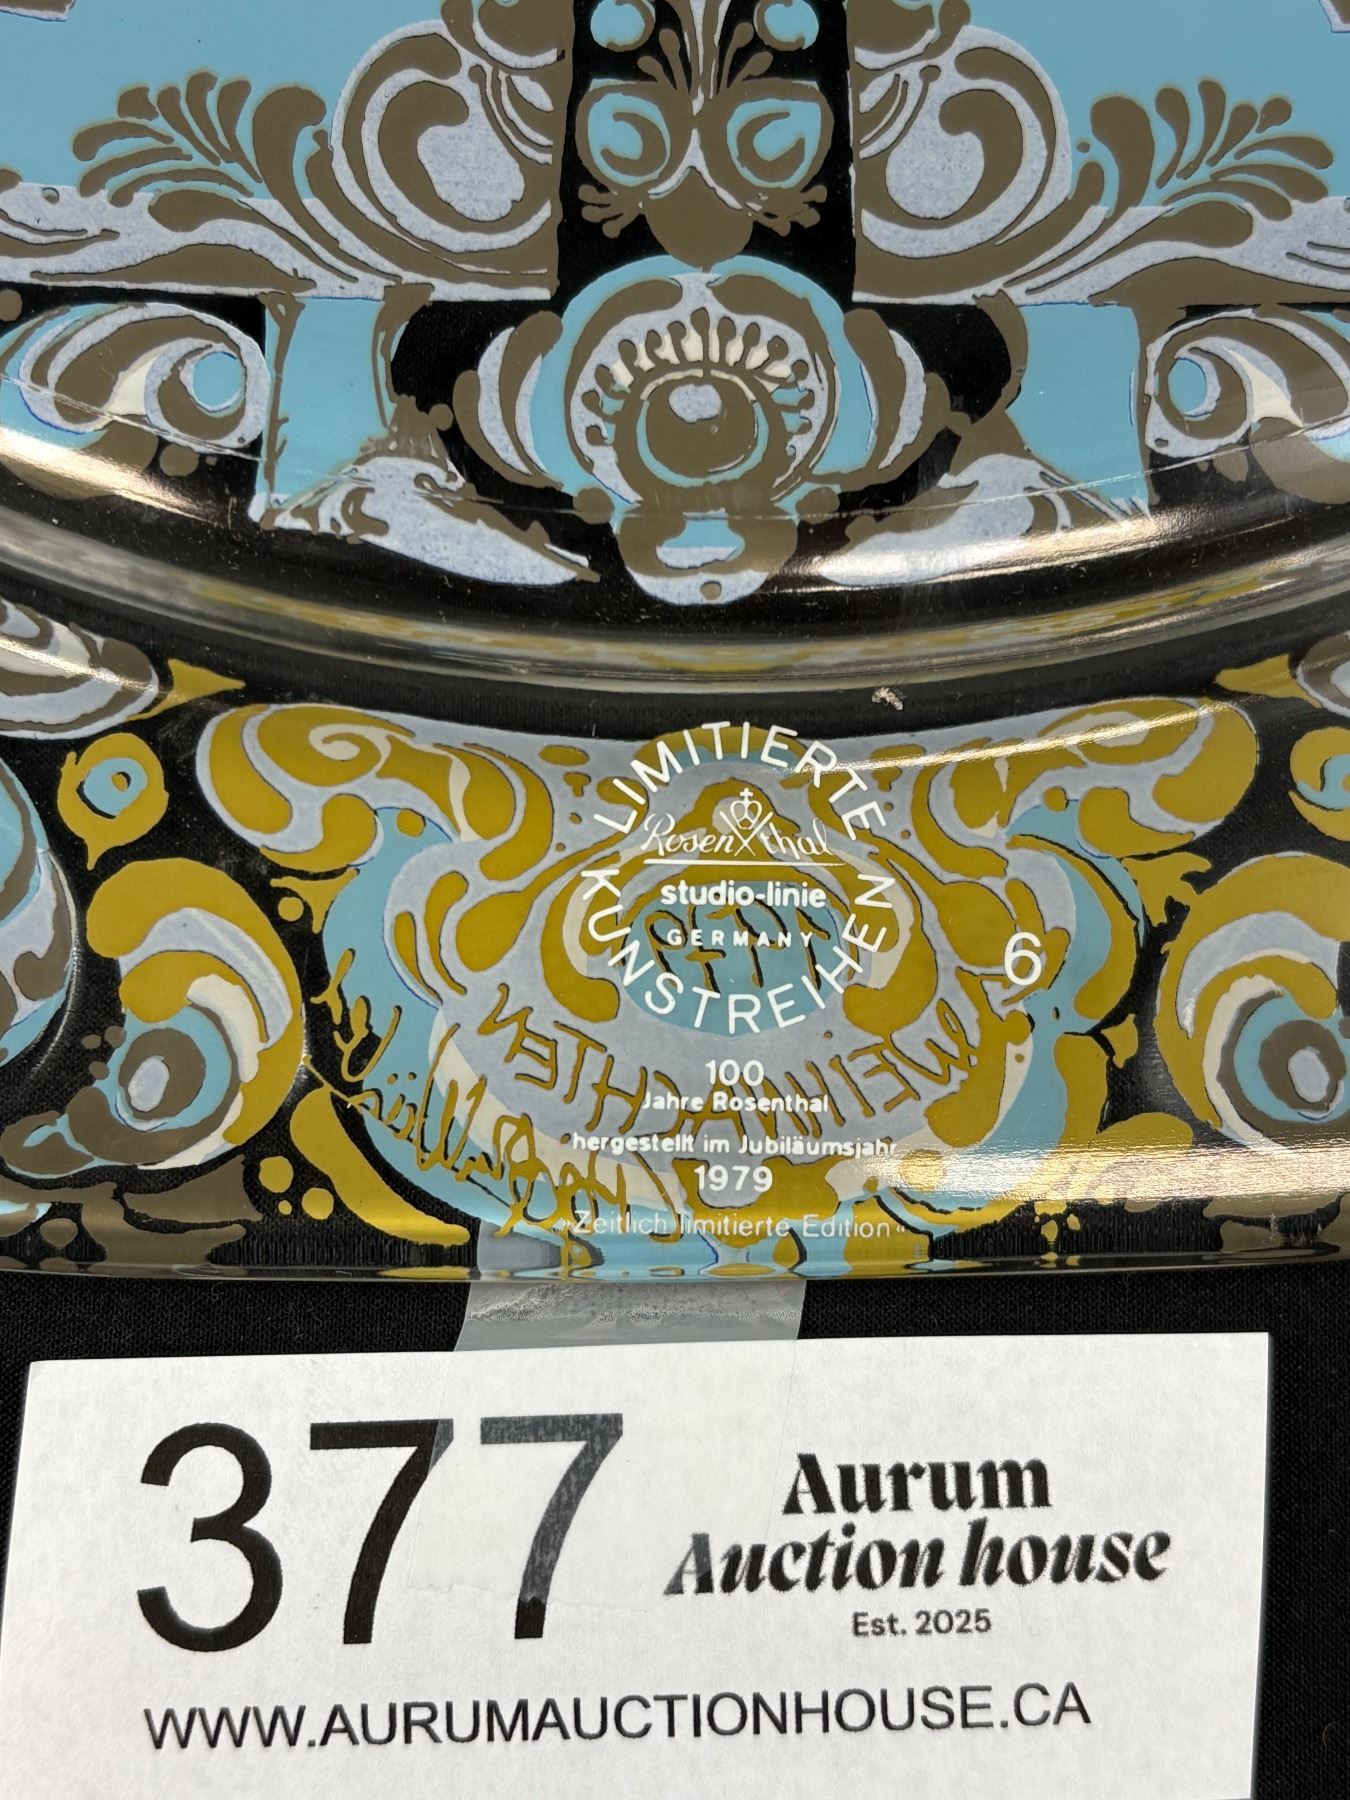 LIMITIERTE
Rosenthal
studio-linie
GERMANY
KUNSTREIHEN
6
WEIHNACHTEN
100
Jahre Rosenthal
hergestellt im Jubiläumsjahr
1979
»Zeitlich limitierte Edition«
377
Aurum
Auction house
Est. 2025
WWW.AURUMAUCTIONHOUSE.CA